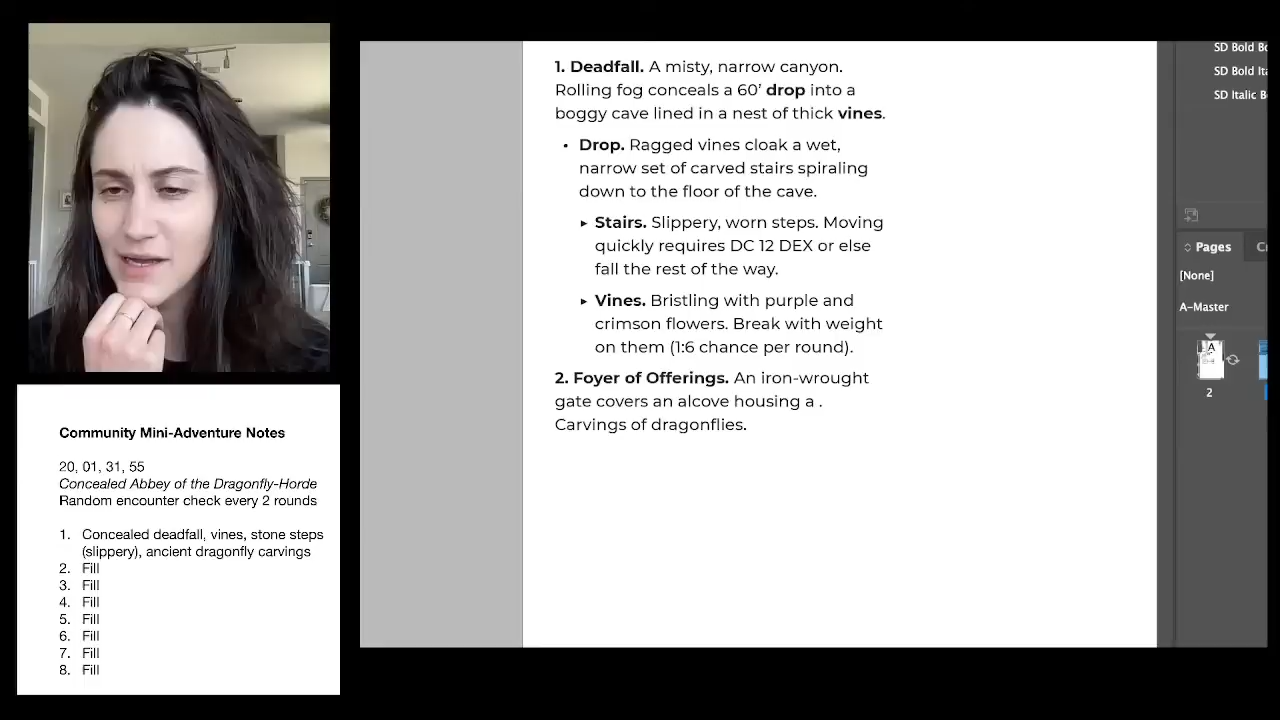 1. Deadfall. A misty, narrow canyon.
Rolling fog conceals a 60’ drop into a
boggy cave lined in a nest of thick vines.
• Drop. Ragged vines cloak a wet,
narrow set of carved stairs spiraling
down to the floor of the cave.
▸ Stairs. Slippery, worn steps. Moving
quickly requires DC 12 DEX or else
fall the rest of the way.
▸ Vines. Bristling with purple and
crimson flowers. Break with weight
on them (1:6 chance per round).
2. Foyer of Offerings. An iron-wrought
gate covers an alcove housing a .
Carvings of dragonflies.
SD Bold
SD Bold
SD Italic
Pages
[None]
A-Master
A
2
Community Mini-Adventure Notes
20, 01, 31, 55
Concealed Abbey of the Dragonfly-Horde
Random encounter check every 2 rounds
1. Concealed deadfall, vines, stone steps
(slippery), ancient dragonfly carvings
2. Fill
3. Fill
4. Fill
5. Fill
6. Fill
7. Fill
8. Fill